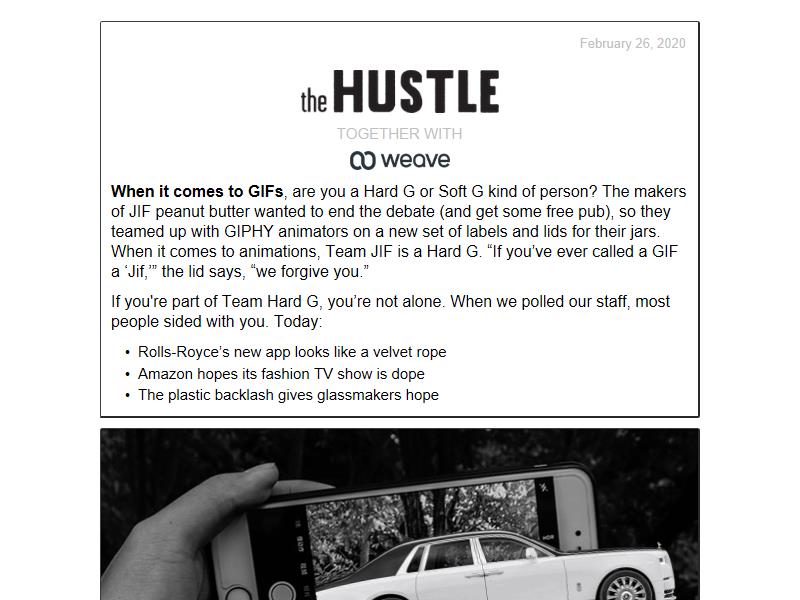 February 26, 2020
the HUSTLE
TOGETHER WITH
weave
When it comes to GIFs, are you a Hard G or Soft G kind of person? The makers
of JIF peanut butter wanted to end the debate (and get some free pub), so they
teamed up with GIPHY animators on a new set of labels and lids for their jars.
When it comes to animations, Team JIF is a Hard G. “If you’ve ever called a GIF
a ‘Jif,’” the lid says, “we forgive you.”
If you're part of Team Hard G, you’re not alone. When we polled our staff, most
people sided with you. Today:
• Rolls-Royce’s new app looks like a velvet rope
• Amazon hopes its fashion TV show is dope
• The plastic backlash gives glassmakers hope
HDR